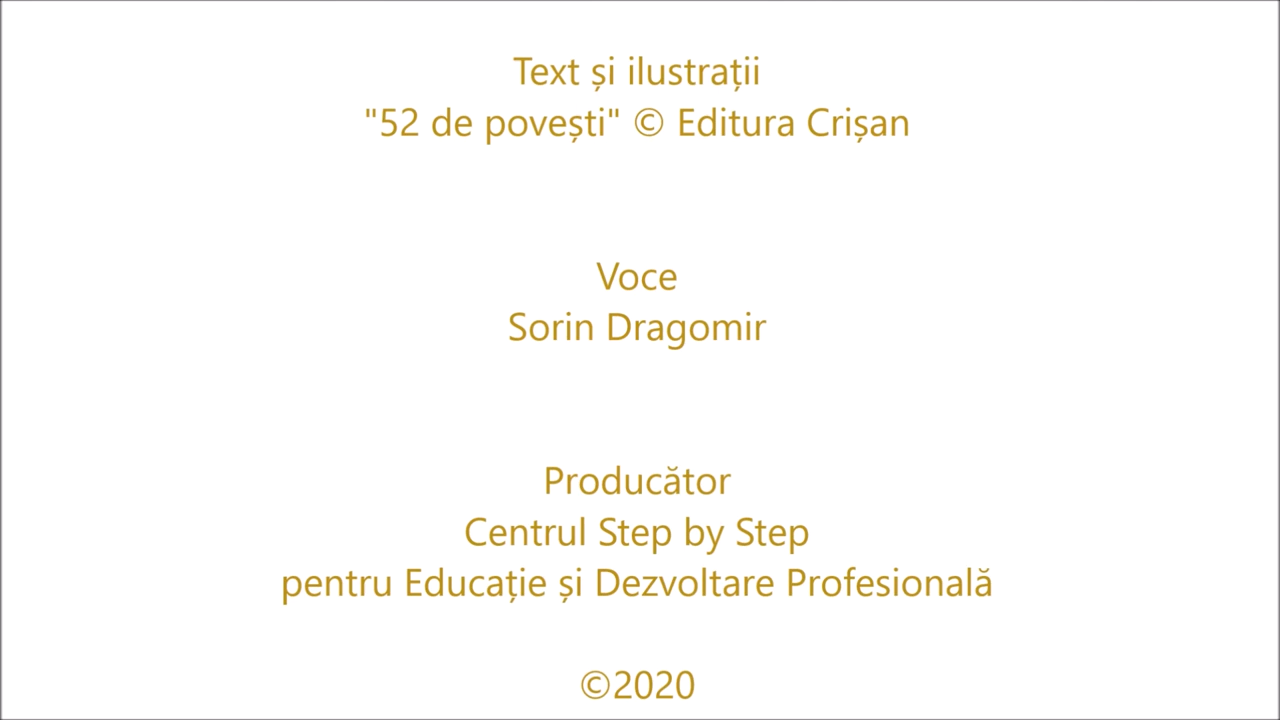 Text și ilustrații
"52 de povești" © Editura Crișan
Voce
Sorin Dragomir
Producător
Centrul Step by Step
pentru Educație și Dezvoltare Profesională
©2020